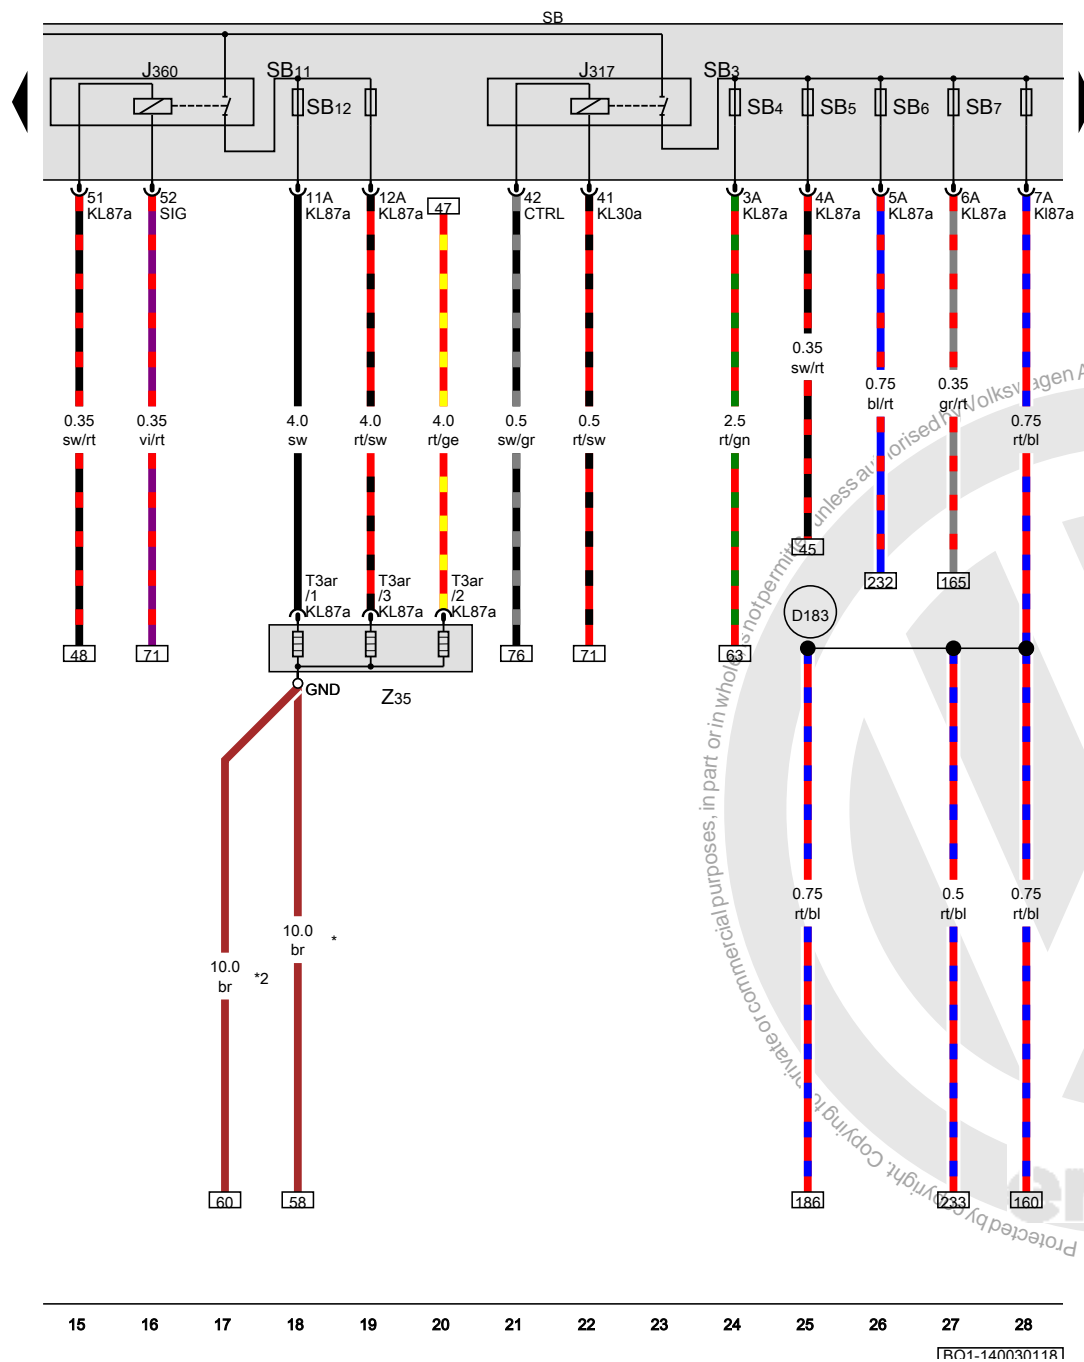 SB
J360
SB11
SB12
J317
SB3
SB4
SB5
SB6
SB7
51
KL87a
52
SIG
11A
KL87a
12A
KL87a
47
42
CTRL
41
KL30a
3A
KL87a
4A
KL87a
5A
KL87a
6A
KL87a
7A
Kl87a
0.35
sw/rt
0.75
bl/rt
0.35
gr/rt
0.35
sw/rt
0.35
vi/rt
4.0
sw
4.0
rt/sw
4.0
rt/ge
0.5
sw/gr
0.5
rt/sw
2.5
rt/gn
0.75
rt/bl
45
232
165
T3ar
/1
KL87a
T3ar
/3
KL87a
T3ar
/2
KL87a
D183
48
71
76
71
63
GND
Z35
0.75
rt/bl
0.5
rt/bl
0.75
rt/bl
10.0
br
*
10.0
br
*2
60
58
186
233
160
Protected by copyright. Copying for private or commercial purposes, in part or in whole, is not permitted unless authorised by Volkswagen A
15 16 17 18 19 20 21 22 23 24 25 26 27 28
BQ1-140030118